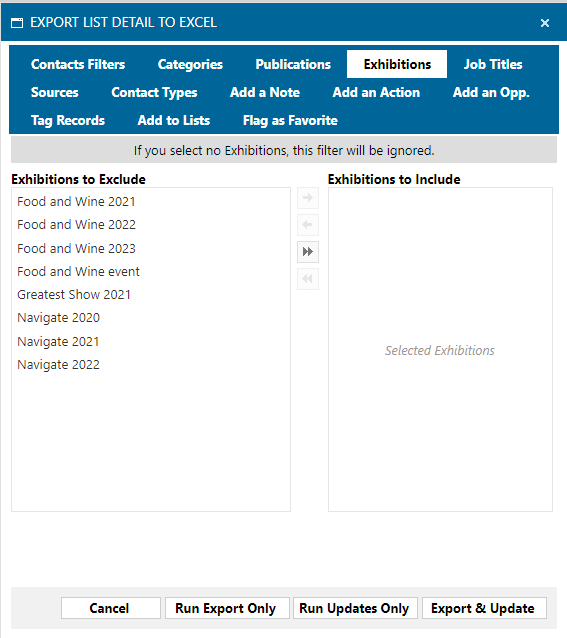 EXPORT LIST DETAIL TO EXCEL
Contacts Filters Categories Publications Exhibitions Job Titles
Sources Contact Types Add a Note Add an Action Add an Opp.
Tag Records Add to Lists Flag as Favorite
If you select no Exhibitions, this filter will be ignored.
Exhibitions to Exclude Exhibitions to Include
Food and Wine 2021
Food and Wine 2022
Food and Wine 2023
Food and Wine event
Greatest Show 2021
Navigate 2020
Navigate 2021
Selected Exhibitions
Navigate 2022
Cancel Run Export Only Run Updates Only Export & Update